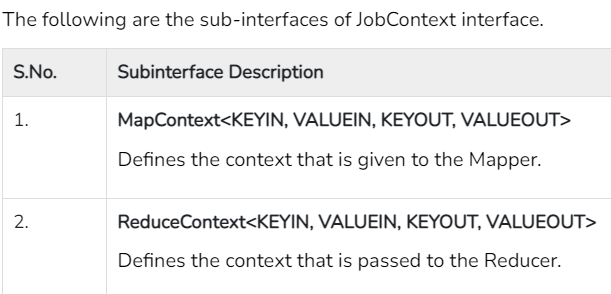 The following are the sub-interfaces of JobContext interface.
S.No. Subinterface Description
1. MapContext<KEYIN, VALUEIN, KEYOUT, VALUEOUT>
Defines the context that is given to the Mapper.
2. ReduceContext<KEYIN, VALUEIN, KEYOUT, VALUEOUT>
Defines the context that is passed to the Reducer.